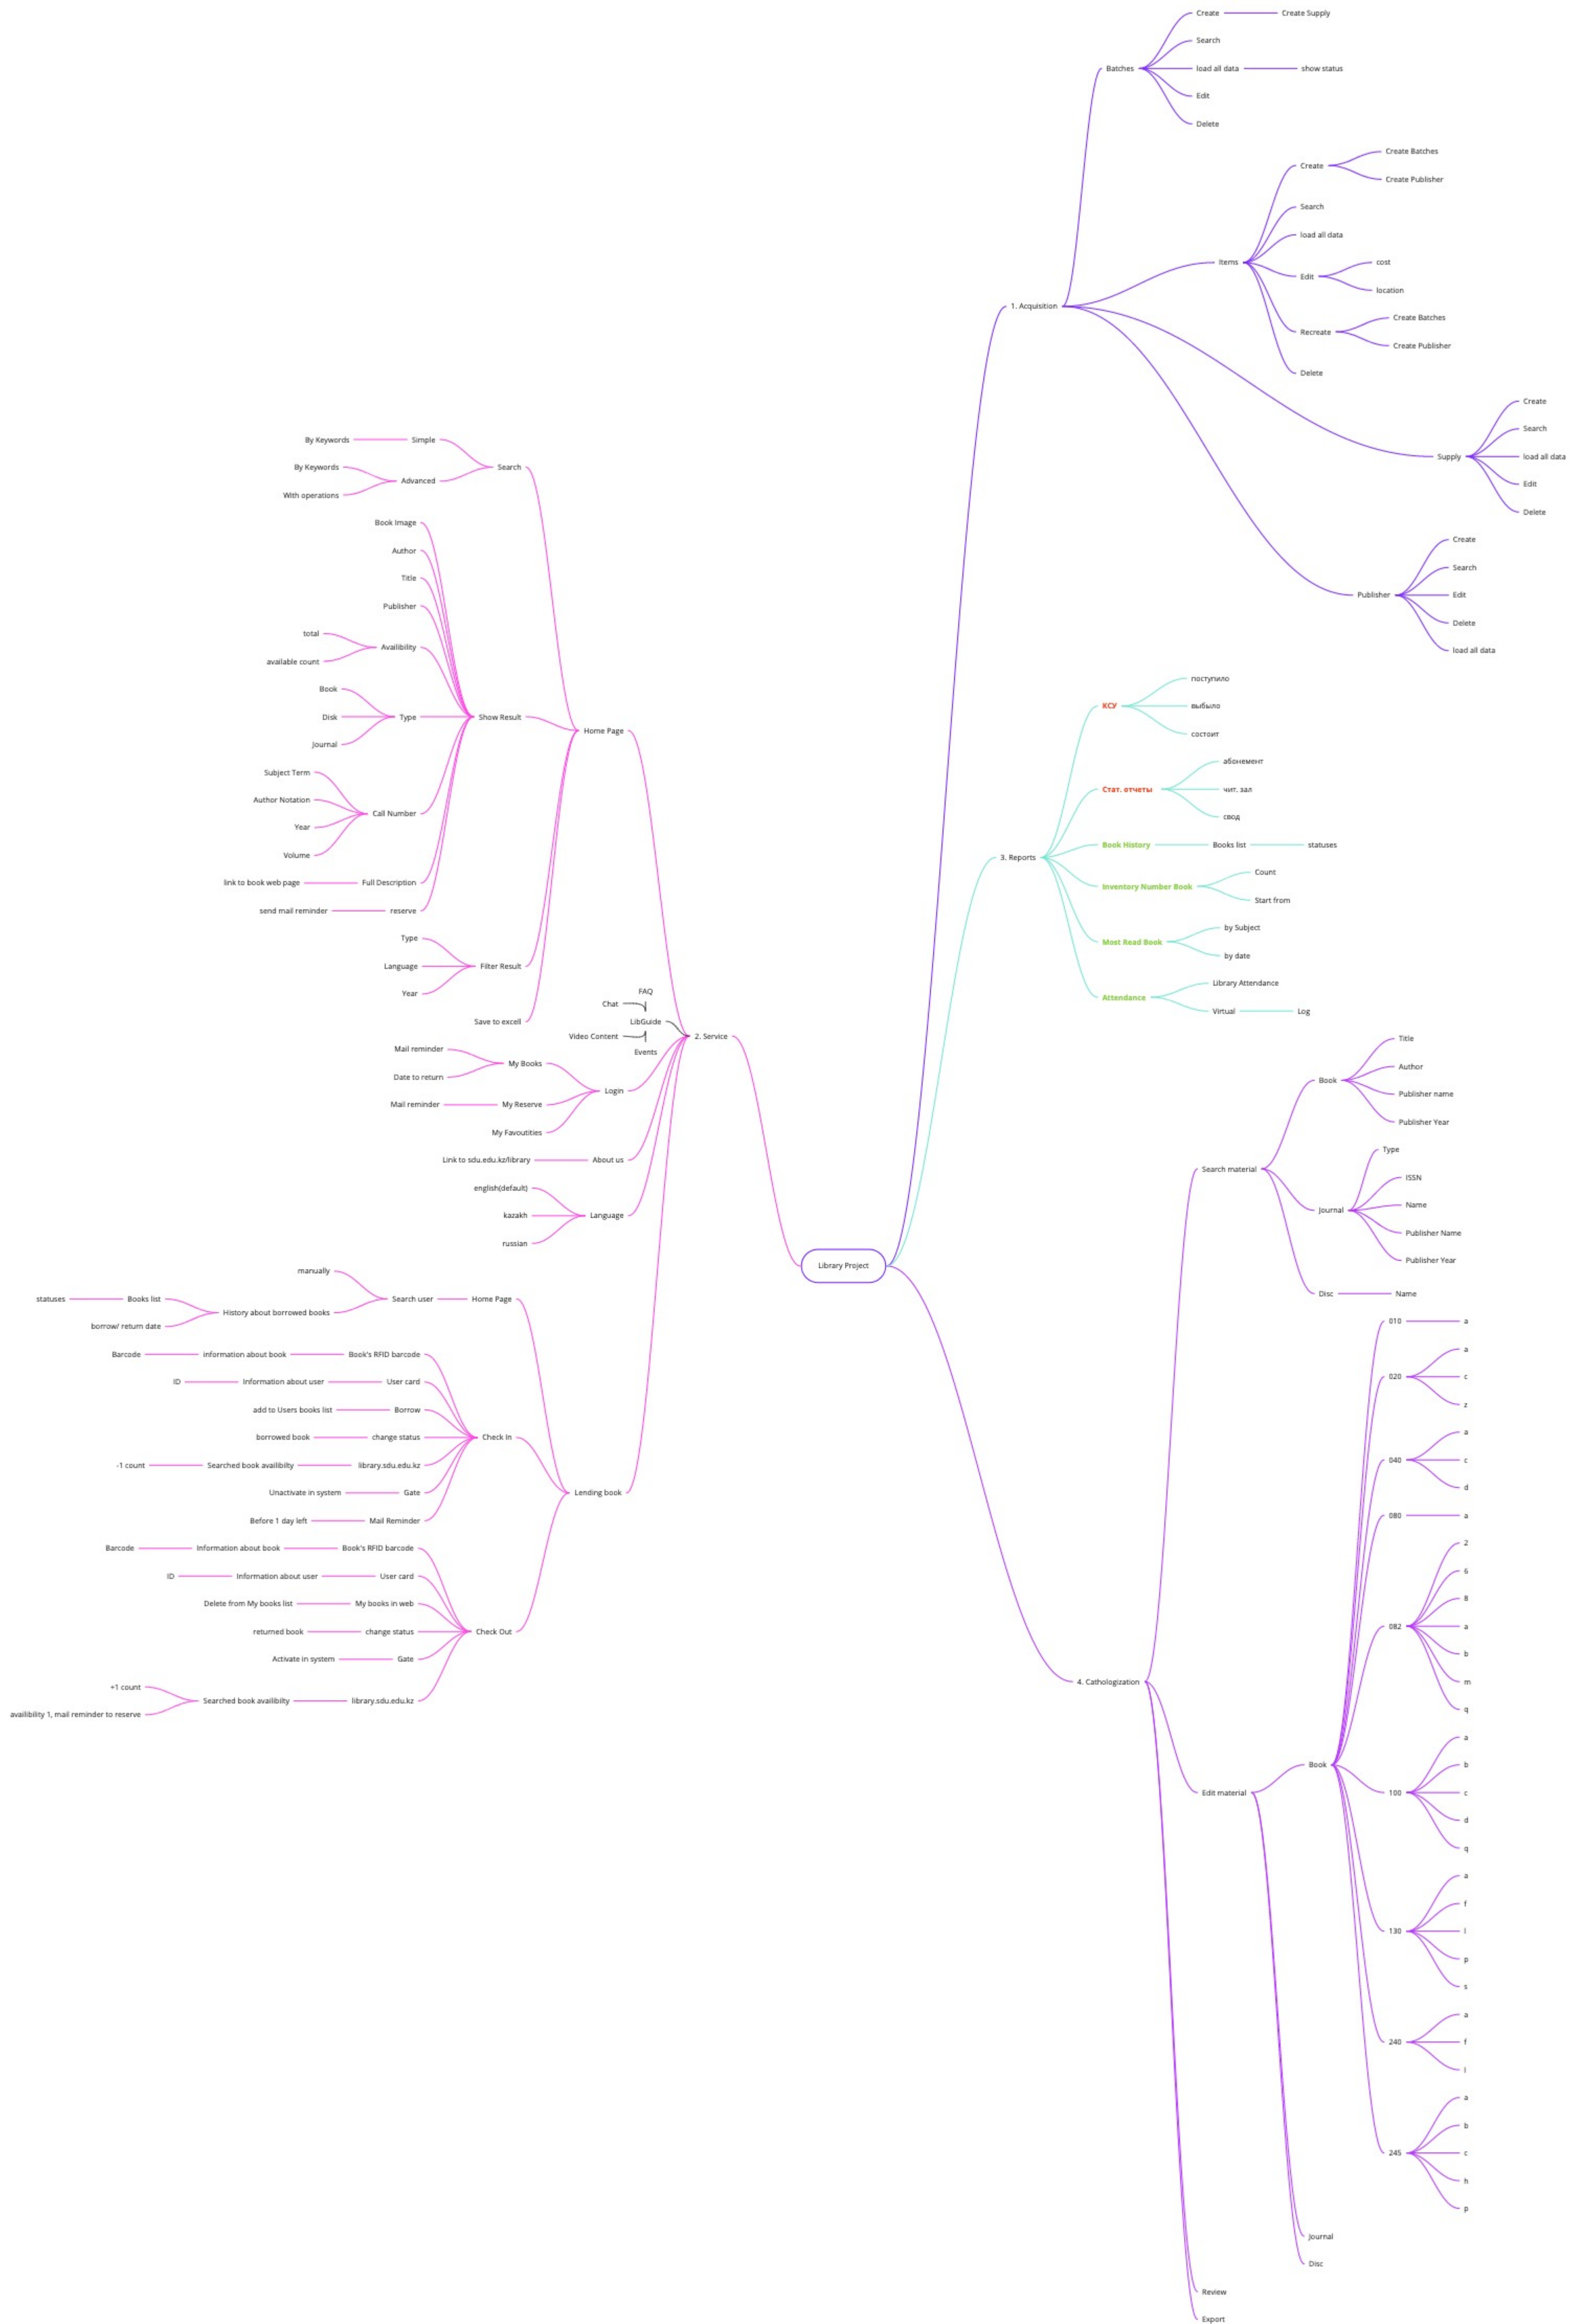 Library Project
1. Acquisition
Batches
Create
Create Supply
Search
load all data
show status
Edit
Delete
Items
Create
Create Batches
Create Publisher
Search
load all data
Edit
cost
location
Recreate
Create Batches
Create Publisher
Delete
Supply
Create
Search
load all data
Edit
Delete
Publisher
Create
Search
Edit
Delete
load all data
2. Service
Home Page
Search
Simple
By Keywords
Advanced
By Keywords
With operations
Show Result
Book Image
Author
Title
Publisher
Availibility
total
available count
Type
Book
Disk
Journal
Call Number
Subject Term
Author Notation
Year
Volume
Full Description
link to book web page
reserve
send mail reminder
Filter Result
Type
Language
Year
Save to excell
LibGuide
FAQ
Chat
Video Content
Events
Login
My Books
Mail reminder
Date to return
My Reserve
Mail reminder
My Favoutities
About us
Link to sdu.edu.kz/library
Language
english(default)
kazakh
russian
Lending book
Home Page
Search user
manually
History about borrowed books
Books list
statuses
borrow/ return date
Check In
Book's RFID barcode
information about book
Barcode
User card
Information about user
ID
Borrow
add to Users books list
change status
borrowed book
library.sdu.edu.kz
Searched book availibilty
-1 count
Gate
Unactivate in system
Mail Reminder
Before 1 day left
Check Out
Book's RFID barcode
Information about book
Barcode
User card
Information about user
ID
My books in web
Delete from My books list
change status
returned book
Gate
Activate in system
library.sdu.edu.kz
Searched book availibilty
+1 count
availibility 1, mail reminder to reserve
3. Reports
КСУ
поступило
выбыло
состоит
Стат. отчеты
абонемент
чит. зал
свод
Book History
Books list
statuses
Inventory Number Book
Count
Start from
Most Read Book
by Subject
by date
Attendance
Library Attendance
Virtual
Log
4. Cathologization
Search material
Book
Title
Author
Publisher name
Publisher Year
Journal
Type
ISSN
Name
Publisher Name
Publisher Year
Disc
Name
Edit material
Book
010
a
020
a
c
z
040
a
c
d
080
a
082
2
6
8
a
b
m
q
100
a
b
c
d
q
130
a
f
l
p
s
240
a
f
l
245
a
b
c
h
p
Journal
Disc
Review
Export